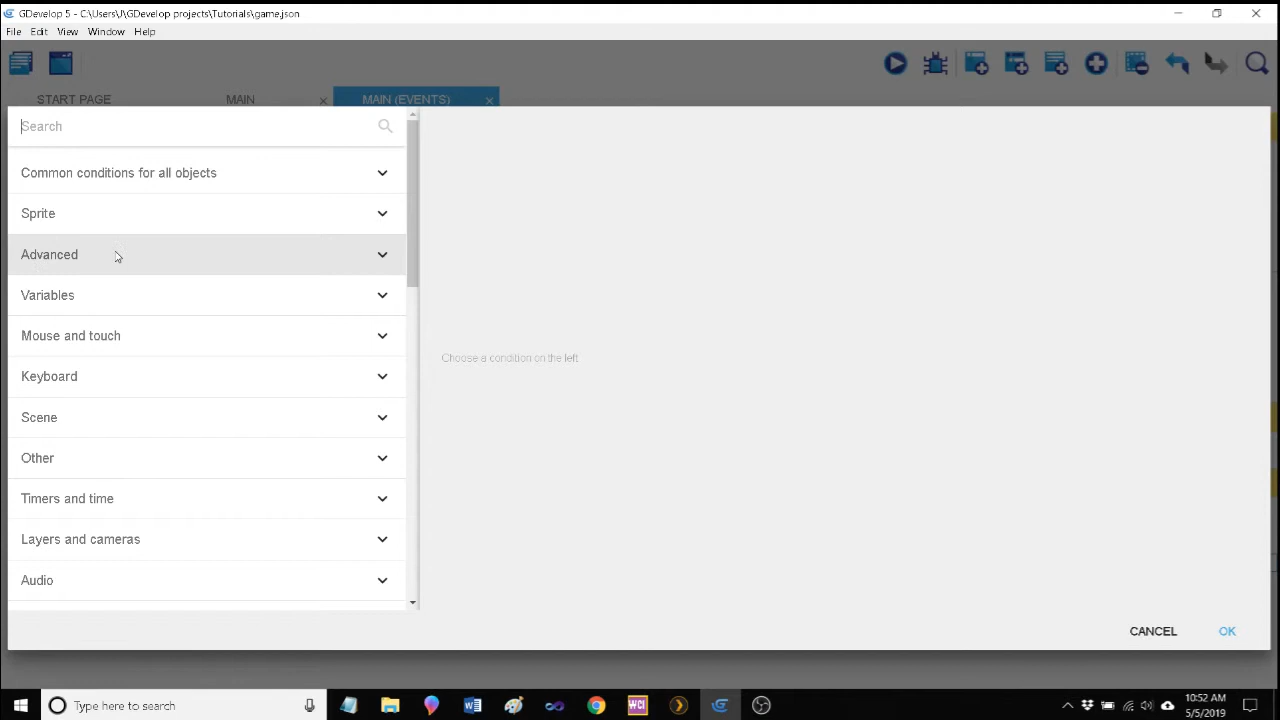 GDevelop 5 - C:\Users\J\GDevelop projects\Tutorials\game.json
File Edit View Window Help
START PAGE MAIN × MAIN (EVENTS) ×
Search
Common conditions for all objects
Sprite
Advanced
Variables
Mouse and touch
Keyboard
Scene
Other
Timers and time
Layers and cameras
Audio
Choose a condition on the left
CANCEL OK
Type here to search
WCI
10:52 AM
5/5/2019